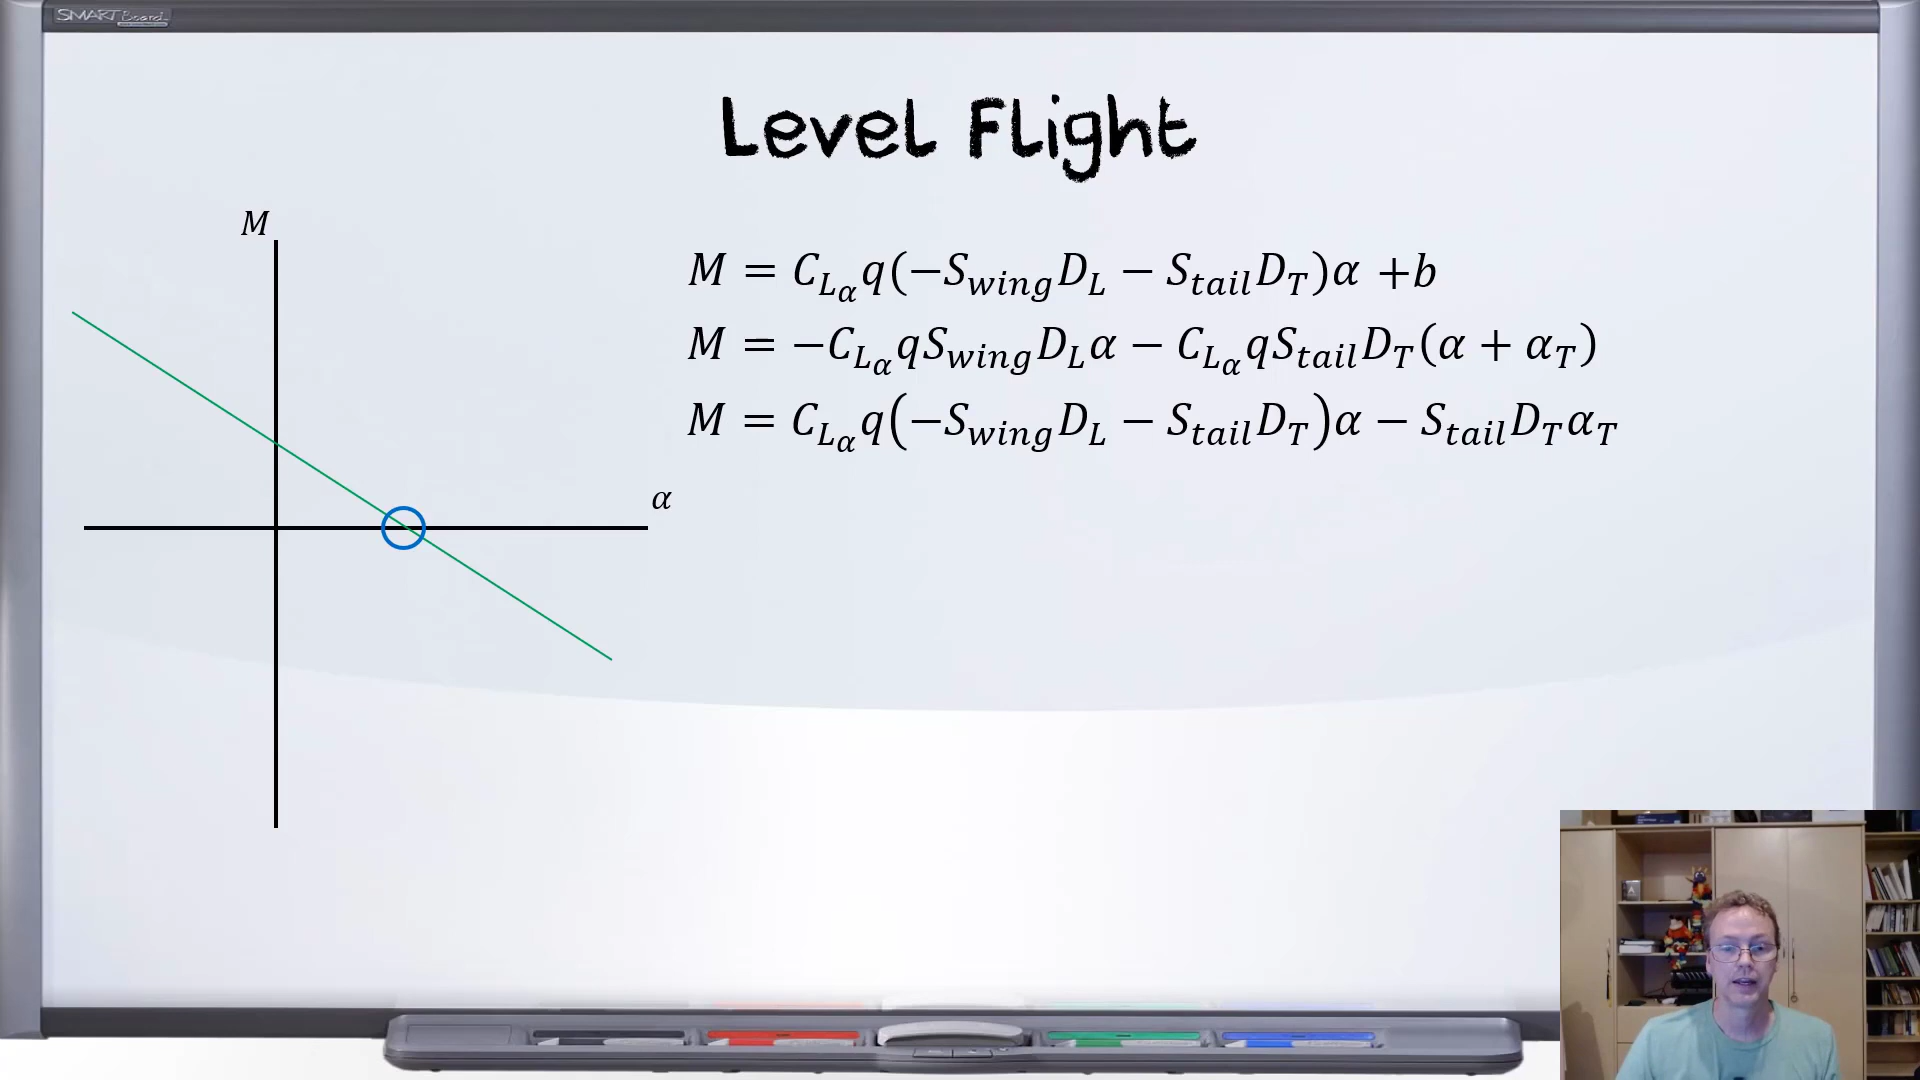 SMART Board
Level Flight
M
α
M = C_{L_α}q(−S_{wing}D_L − S_{tail}D_T)α +b
M = −C_{L_α}qS_{wing}D_Lα − C_{L_α}qS_{tail}D_T(α + α_T)
M = C_{L_α}q(−S_{wing}D_L − S_{tail}D_T)α − S_{tail}D_Tα_T